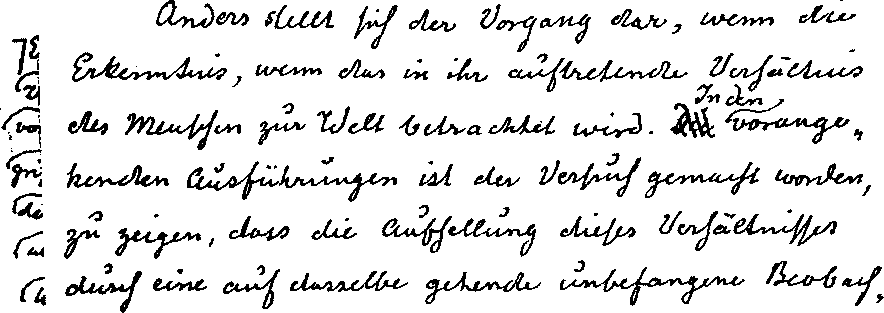 Anders stellt sich der Vorgang dar, wenn die
Erkenntnis, wenn das in ihr auftretende Verhältnis
des Menschen zur Welt betrachtet wird. In den vorange-
henden Ausführungen ist der Versuch gemacht worden,
zu zeigen, dass die Aufhellung dieses Verhältnisses
durch eine auf dasselbe gehende unbefangene Beobach-